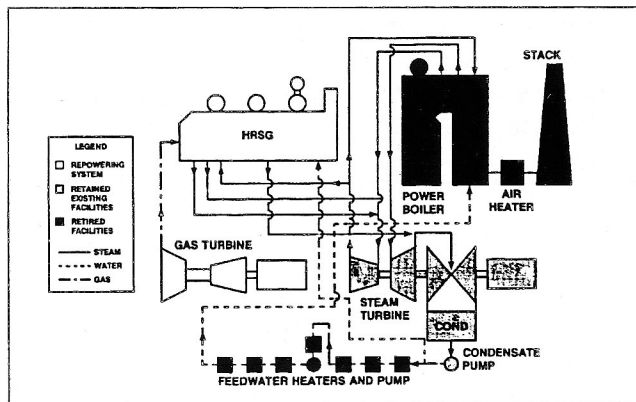 STACK
HRSG
LEGEND
REPOWERING
SYSTEM
RETAINED
EXISTING
FACILITIES
RETIRED
FACILITIES
STEAM
WATER
GAS
POWER
BOILER
AIR
HEATER
GAS TURBINE
STEAM
TURBINE
COND
CONDENSATE
PUMP
FEEDWATER HEATERS AND PUMP